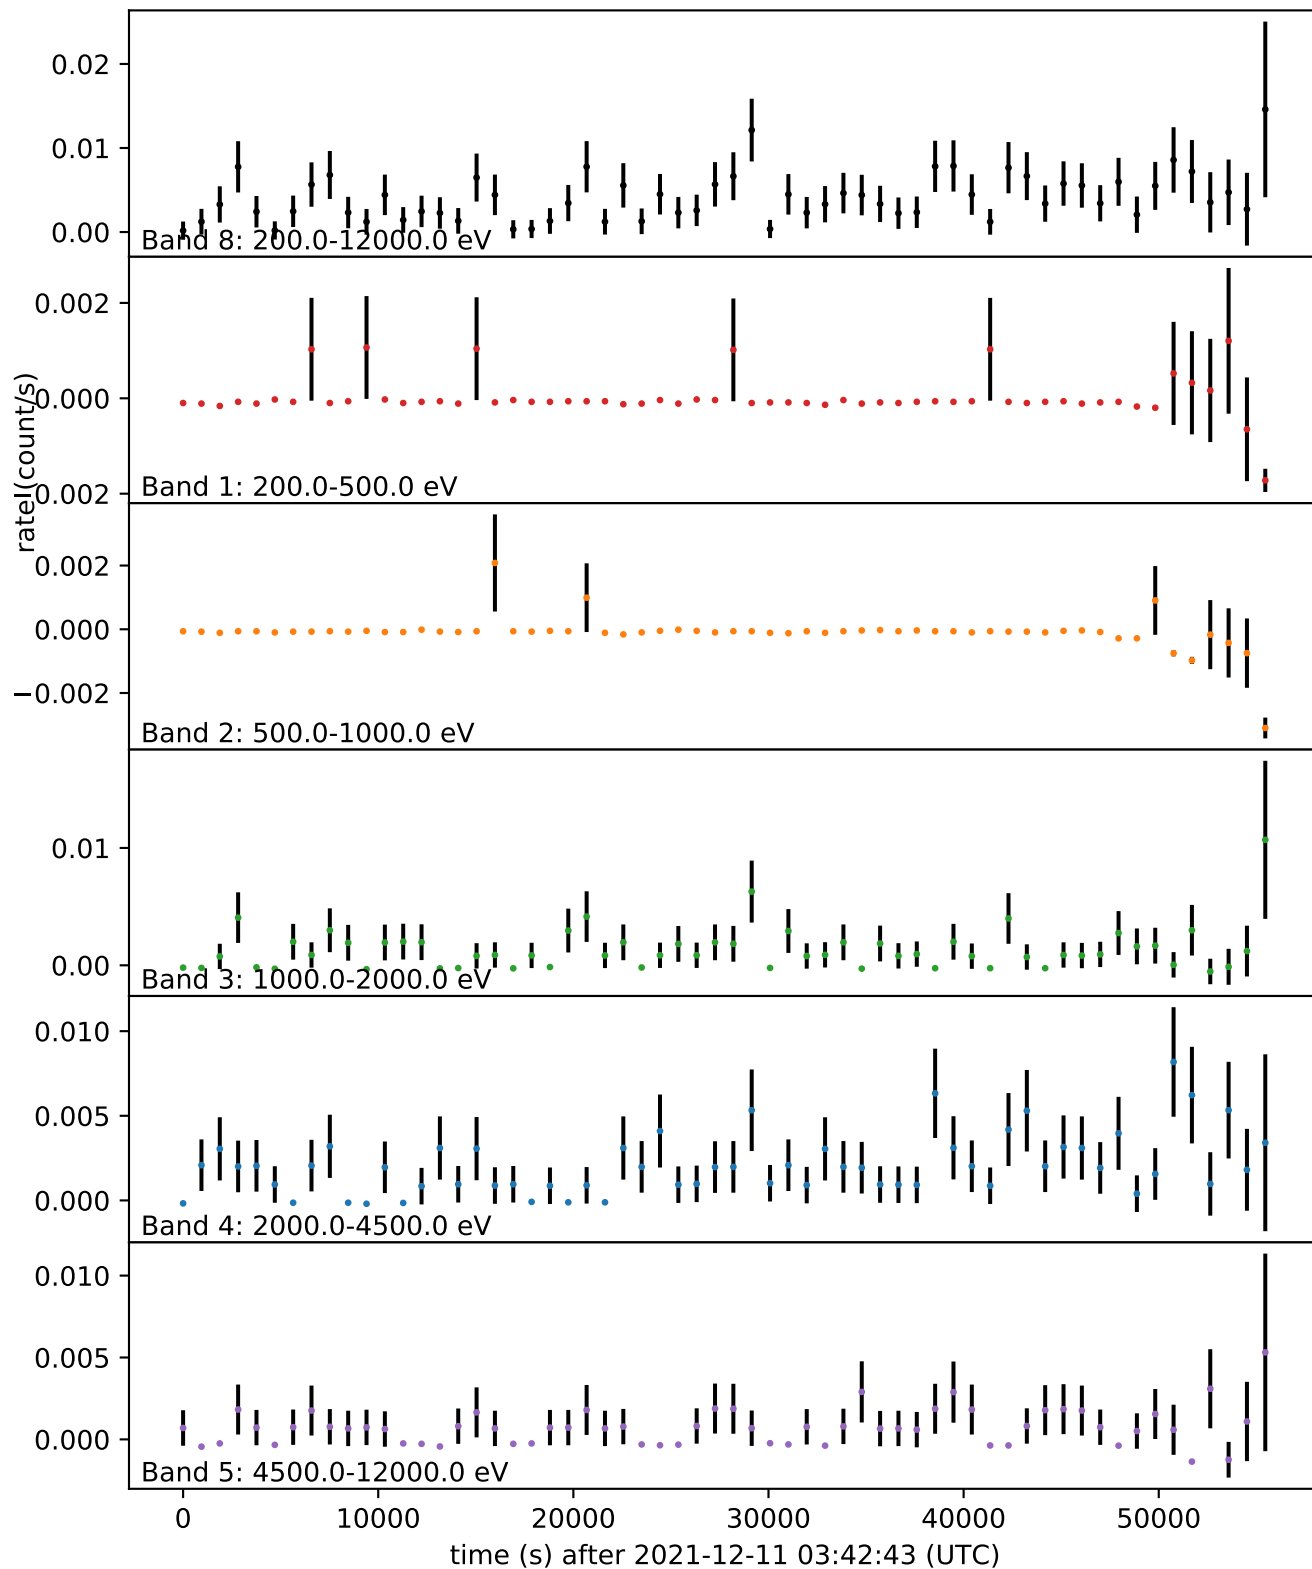 0.02
0.01
0.00
Band 8: 200.0-12000.0 eV
0.002
0.000
0.002
Band 1: 200.0-500.0 eV
rateI(count/s)
0.002
0.000
−0.002
Band 2: 500.0-1000.0 eV
0.01
0.00
Band 3: 1000.0-2000.0 eV
0.010
0.005
0.000
Band 4: 2000.0-4500.0 eV
0.010
0.005
0.000
Band 5: 4500.0-12000.0 eV
0 10000 20000 30000 40000 50000
time (s) after 2021-12-11 03:42:43 (UTC)